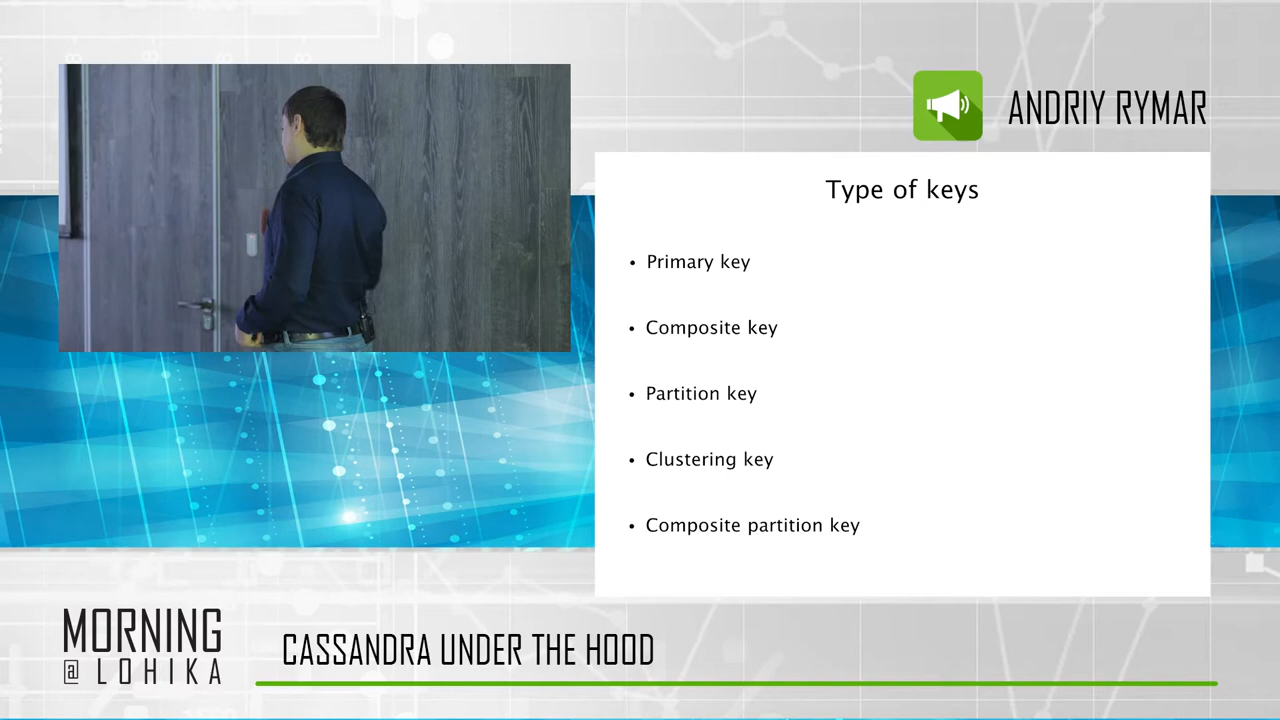 ANDRIY RYMAR
Type of keys
• Primary key
• Composite key
• Partition key
• Clustering key
• Composite partition key
MORNING
@ LOHIKA
CASSANDRA UNDER THE HOOD